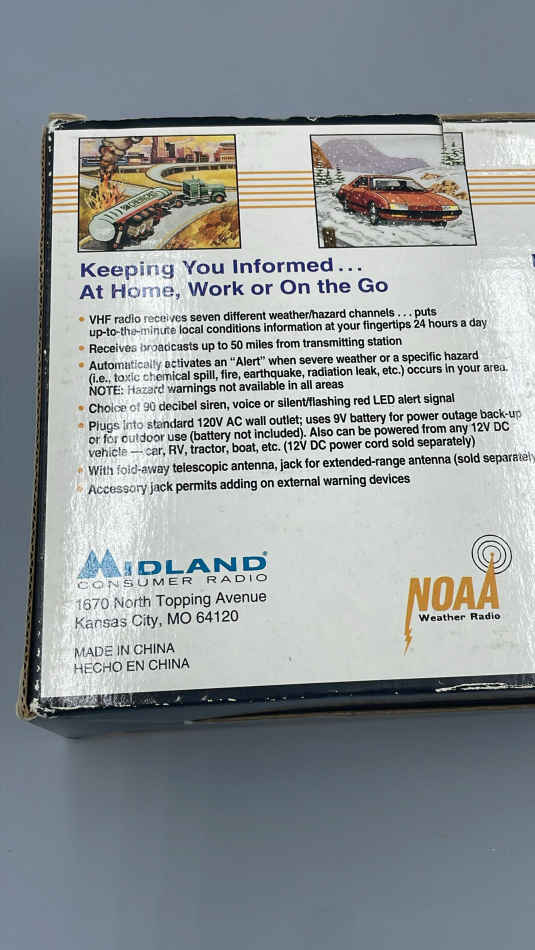 Keeping You Informed...
At Home, Work or On the Go
• VHF radio receives seven different weather/hazard channels . . . puts
up-to-the-minute local conditions information at your fingertips 24 hours a day
• Receives broadcasts up to 50 miles from transmitting station
• Automatically activates an “Alert” when severe weather or a specific hazard
(i.e., toxic chemical spill, fire, earthquake, radiation leak, etc.) occurs in your area.
NOTE: Hazard warnings not available in all areas
• Choice of 90 decibel siren, voice or silent/flashing red LED alert signal
• Plugs into standard 120V AC wall outlet; uses 9V battery for power outage back-up
or for outdoor use (battery not included). Also can be powered from any 12V DC
vehicle — car, RV, tractor, boat, etc. (12V DC power cord sold separately)
• With fold-away telescopic antenna, jack for extended-range antenna (sold separately
• Accessory jack permits adding on external warning devices
MIDLAND®
CONSUMER RADIO
1670 North Topping Avenue
Kansas City, MO 64120
MADE IN CHINA
HECHO EN CHINA
NOAA
Weather Radio